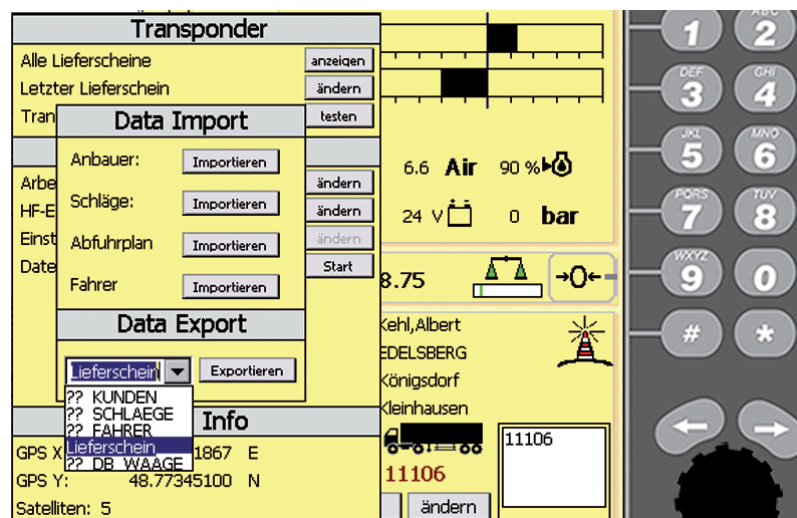 Transponder
Alle Lieferscheine anzeigen
Letzter Lieferschein ändern
Tran testen
Data Import
Anbauer: Importieren
Schläge: Importieren
Abfuhrplan Importieren
Fahrer Importieren
Arbe ändern
HF-E ändern
Einst ändern
Date Start
Data Export
Lieferschein Exportieren
?? KUNDEN
?? SCHLAEGE
?? FAHRER
Lieferschein
?? DB_WAAGE
Info
GPS X 1867 E
GPS Y: 48.77345100 N
Satelliten: 5
6.6 Air 90 %
24 V 0 bar
8.75 →0←
Kehl,Albert
EDELSBERG
Königsdorf
Kleinhausen
11106
11106
ändern
1 ABC 2
DEF 3 GHI 4
JKL 5 MNO 6
PQRS 7 TUV 8
WXYZ 9 0
# *
← →